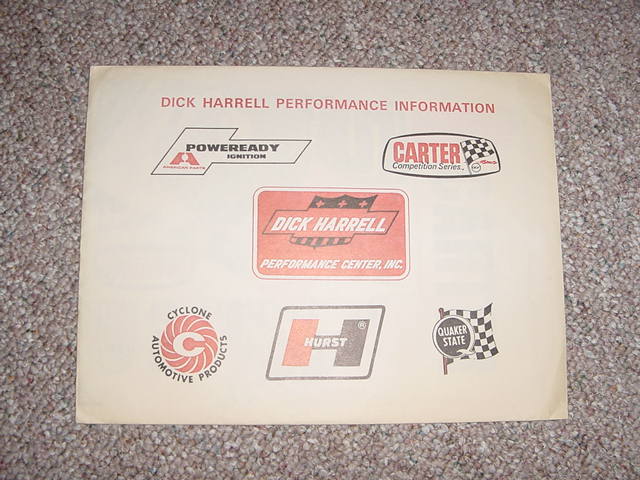 DICK HARRELL PERFORMANCE INFORMATION
POWEREADY
IGNITION
AMERICAN PARTS
CARTER
Competition Series
DICK HARRELL
PERFORMANCE CENTER, INC.
CYCLONE
C
AUTOMOTIVE PRODUCTS
H ®
HURST
QUAKER
STATE